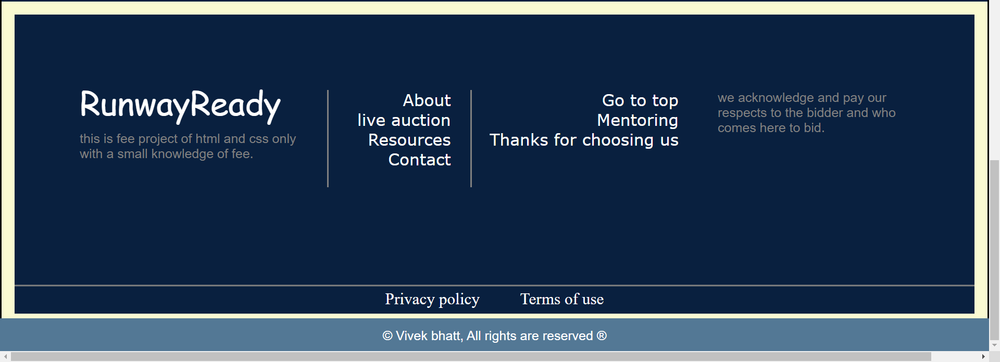 RunwayReady
this is fee project of html and css only
with a small knowledge of fee.
About
live auction
Resources
Contact
Go to top
Mentoring
Thanks for choosing us
we acknowledge and pay our
respects to the bidder and who
comes here to bid.
Privacy policy
Terms of use
© Vivek bhatt, All rights are reserved ®